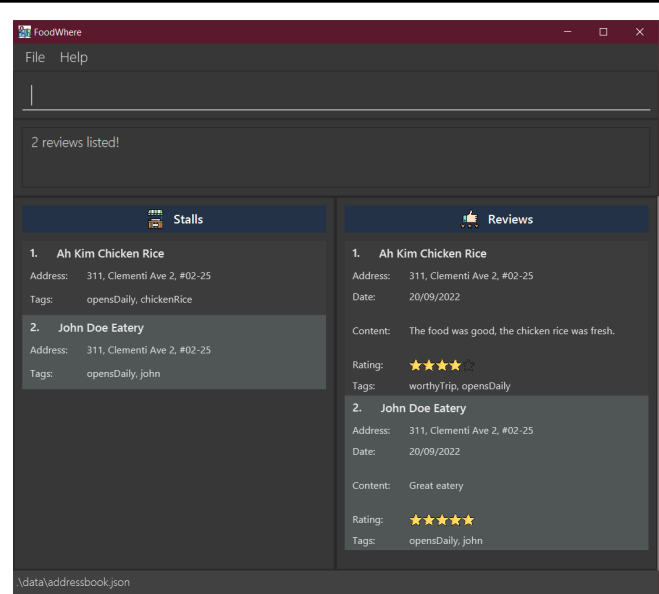 FoodWhere
File Help
2 reviews listed!
Stalls
1. Ah Kim Chicken Rice
Address: 311, Clementi Ave 2, #02-25
Tags: opensDaily, chickenRice
2. John Doe Eatery
Address: 311, Clementi Ave 2, #02-25
Tags: opensDaily, john
Reviews
1. Ah Kim Chicken Rice
Address: 311, Clementi Ave 2, #02-25
Date: 20/09/2022
Content: The food was good, the chicken rice was fresh.
Rating:
Tags: worthyTrip, opensDaily
2. John Doe Eatery
Address: 311, Clementi Ave 2, #02-25
Date: 20/09/2022
Content: Great eatery
Rating:
Tags: opensDaily, john
.\data\addressbook.json